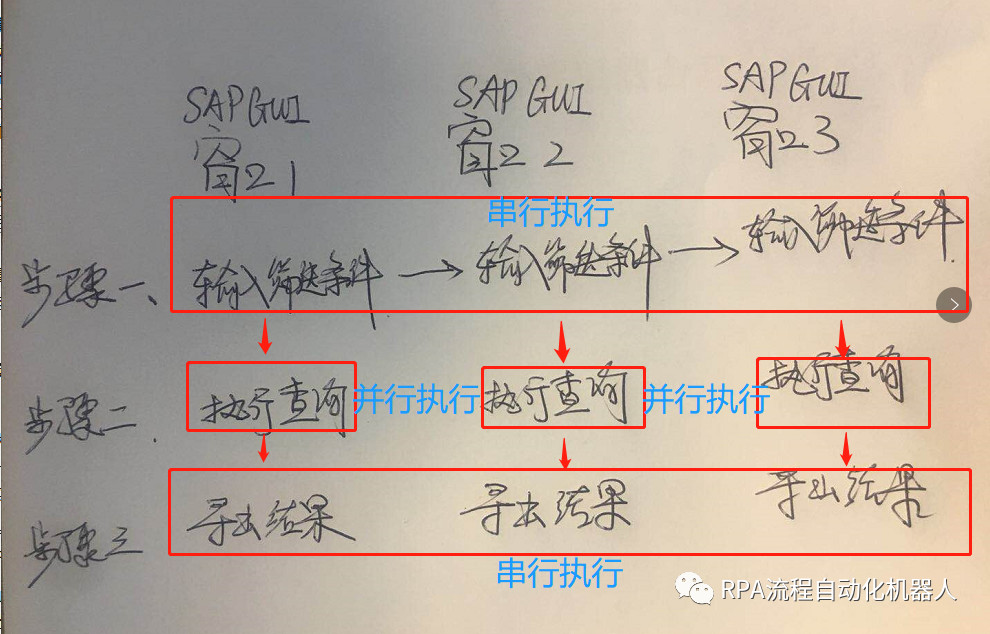 SAP GUI SAP GUI SAP GUI
窗口1 窗口2 窗口3
串行执行
步骤一、 输入筛选条件 → 输入筛选条件 → 输入筛选条件
步骤二. 执行查询 并行执行 执行查询 并行执行 执行查询
步骤三 导出结果 导出结果 导出结果
串行执行
RPA流程自动化机器人